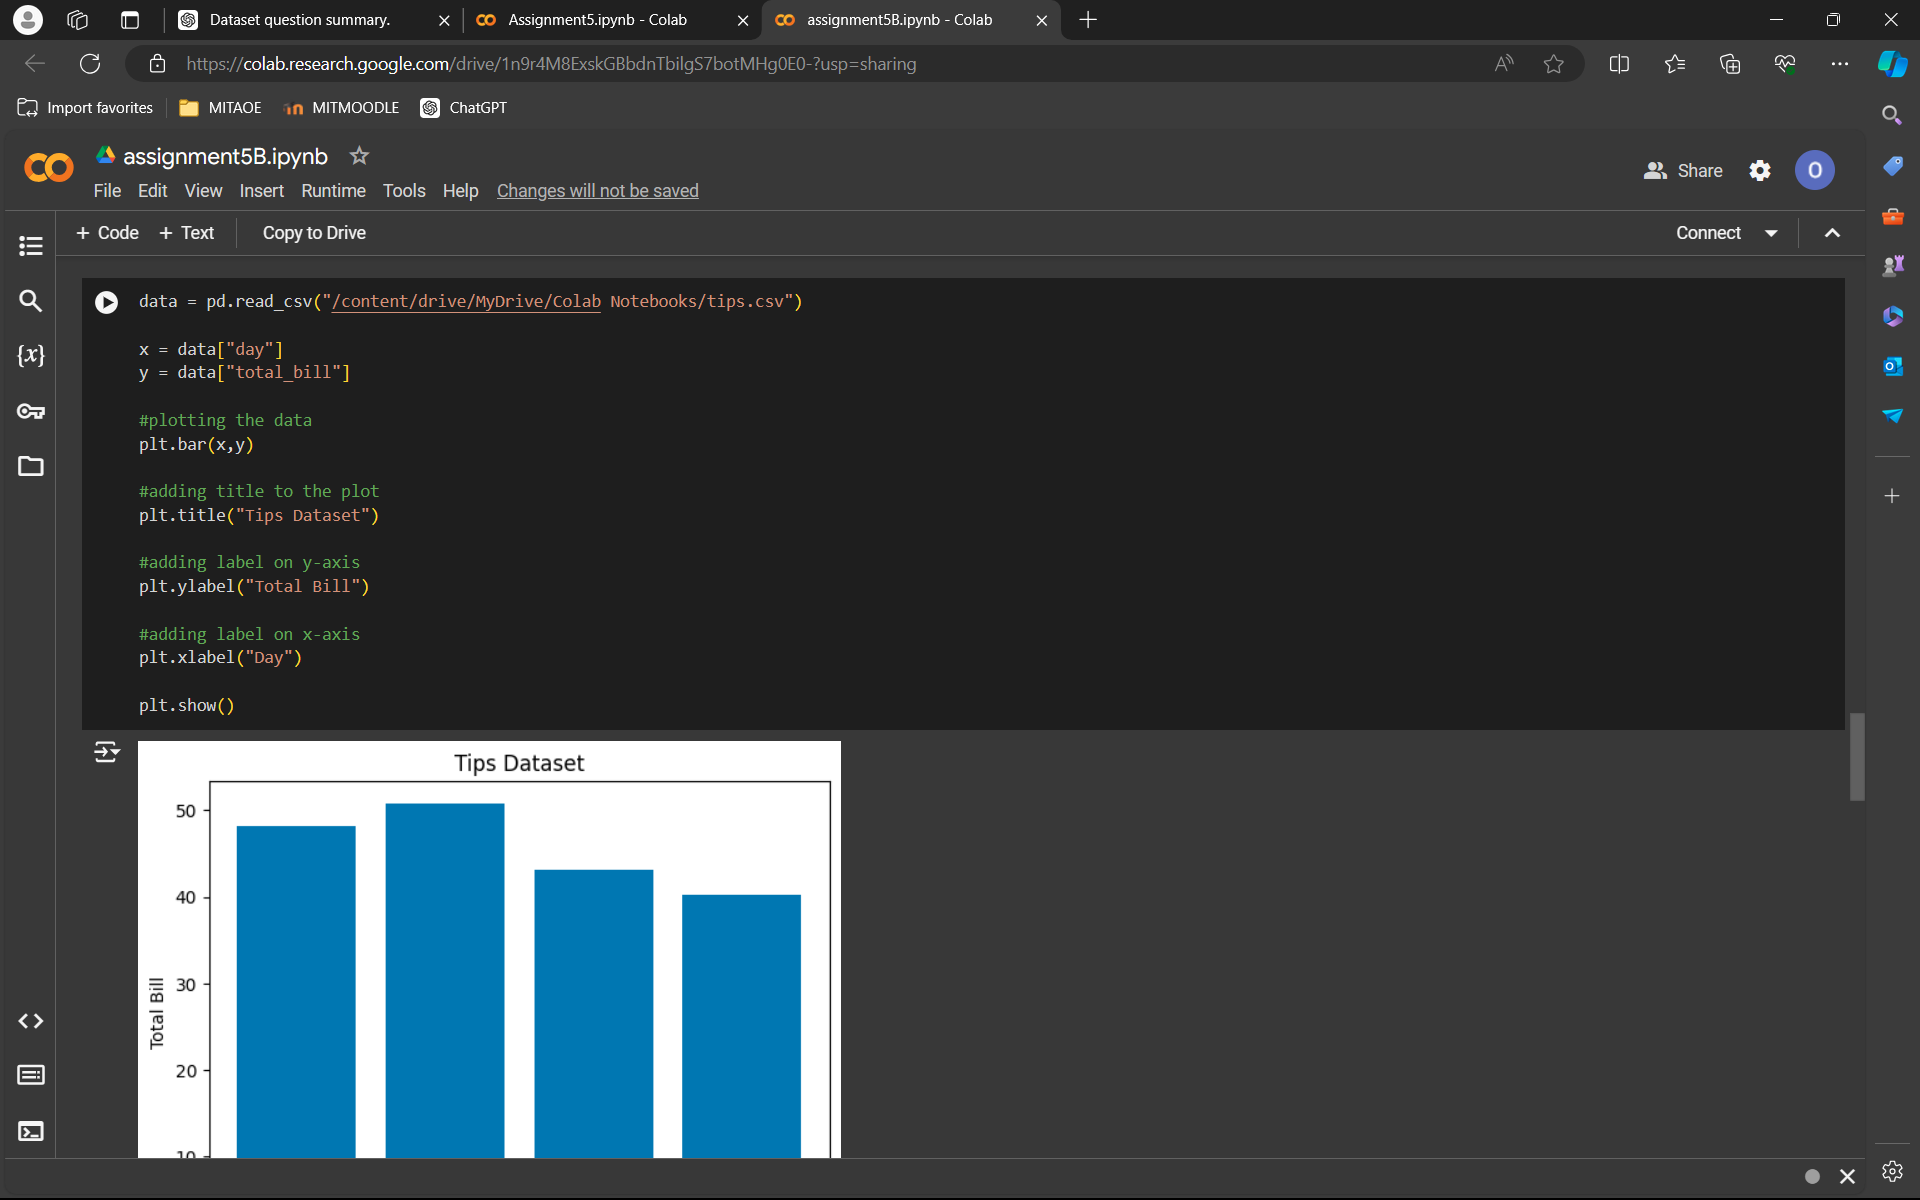 Dataset question summary.
Assignment5.ipynb - Colab
assignment5B.ipynb - Colab
https://colab.research.google.com/drive/1n9r4M8ExskGBbdnTbilgS7botMHg0E0-?usp=sharing
Import favorites
MITAOE
MITMOODLE
ChatGPT
assignment5B.ipynb
File Edit View Insert Runtime Tools Help Changes will not be saved
Share
O
+ Code + Text Copy to Drive
Connect
data = pd.read_csv("/content/drive/MyDrive/Colab Notebooks/tips.csv")
x = data["day"]
y = data["total_bill"]
#plotting the data
plt.bar(x,y)
#adding title to the plot
plt.title("Tips Dataset")
#adding label on y-axis
plt.ylabel("Total Bill")
#adding label on x-axis
plt.xlabel("Day")
plt.show()
Tips Dataset
50
40
30
20
10
Total Bill